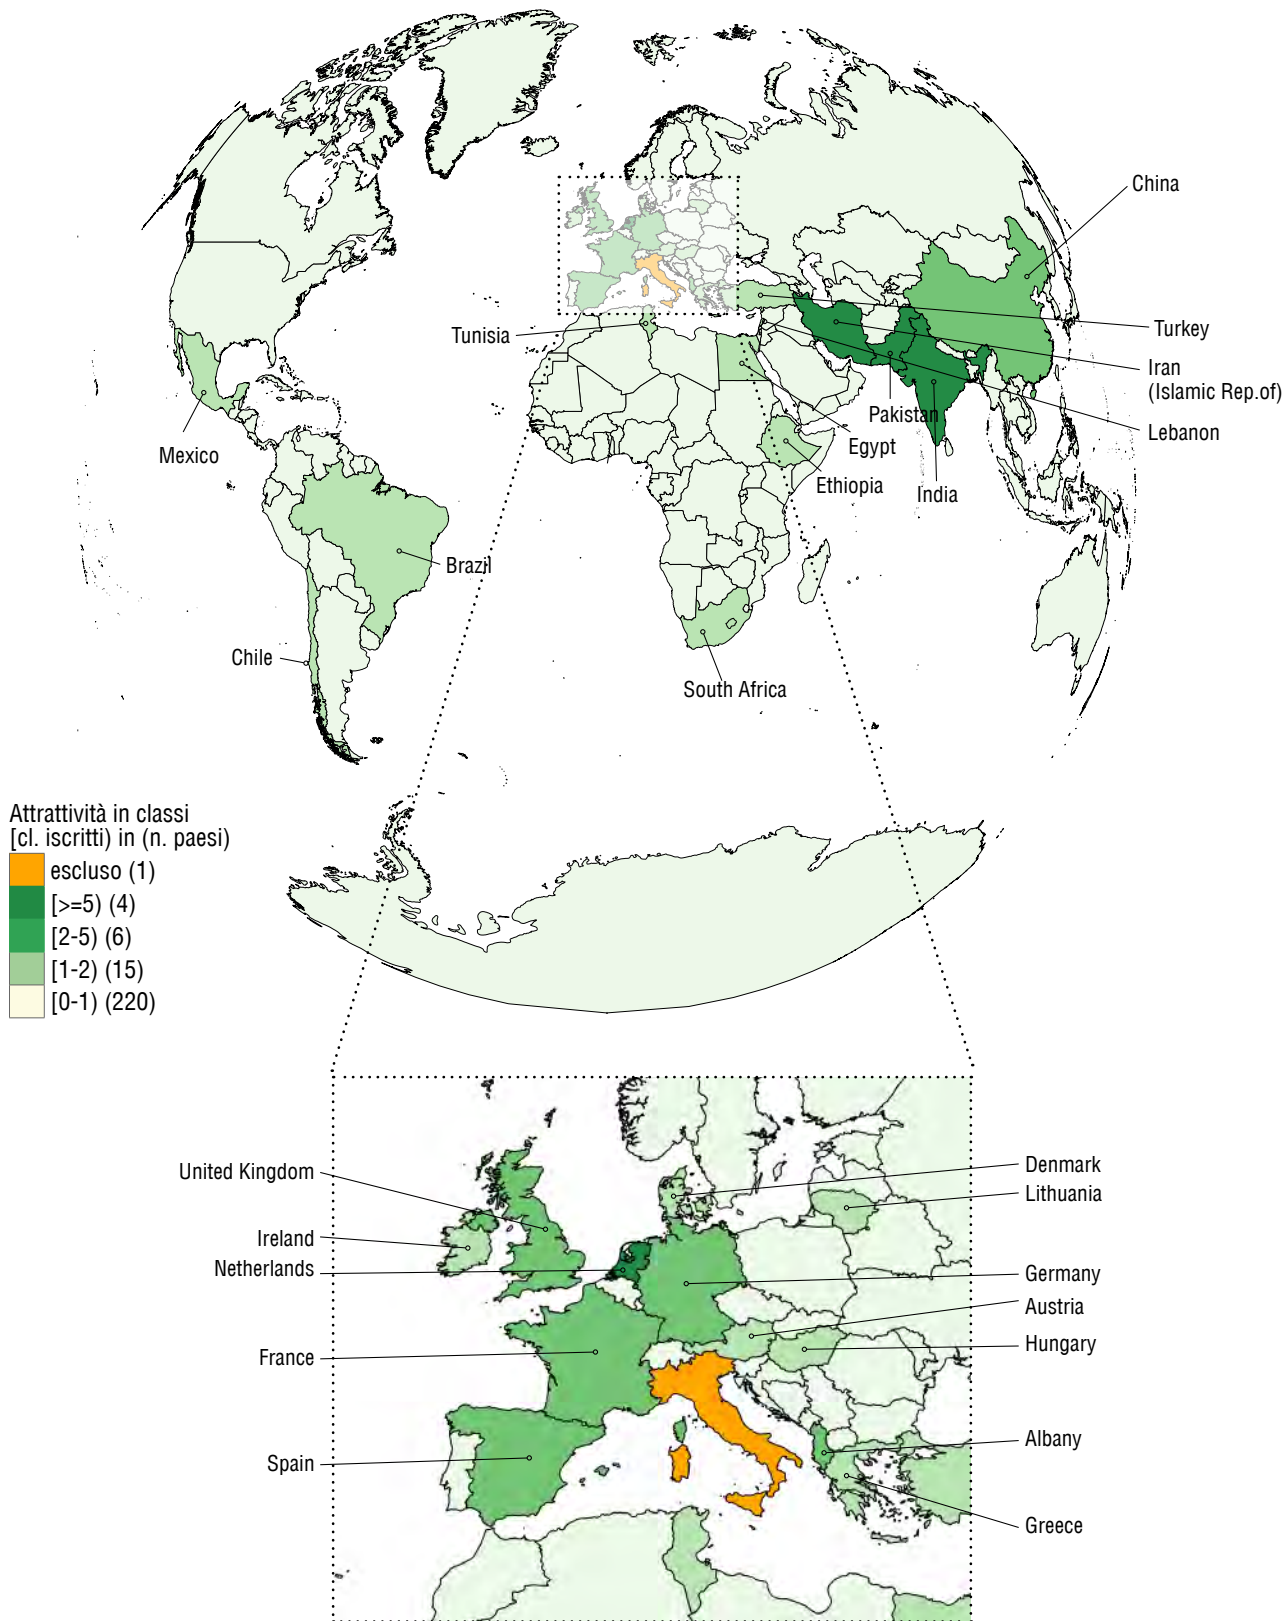 China
Tunisia
Turkey
Iran
(Islamic Rep.of)
Pakistan
Lebanon
Mexico
Egypt
Ethiopia
India
Brazil
Chile
South Africa
Attrattività in classi
[cl. iscritti) in (n. paesi)
escluso (1)
[>=5) (4)
[2-5) (6)
[1-2) (15)
[0-1) (220)
United Kingdom
Denmark
Lithuania
Ireland
Netherlands
Germany
Austria
Hungary
France
Albany
Spain
Greece